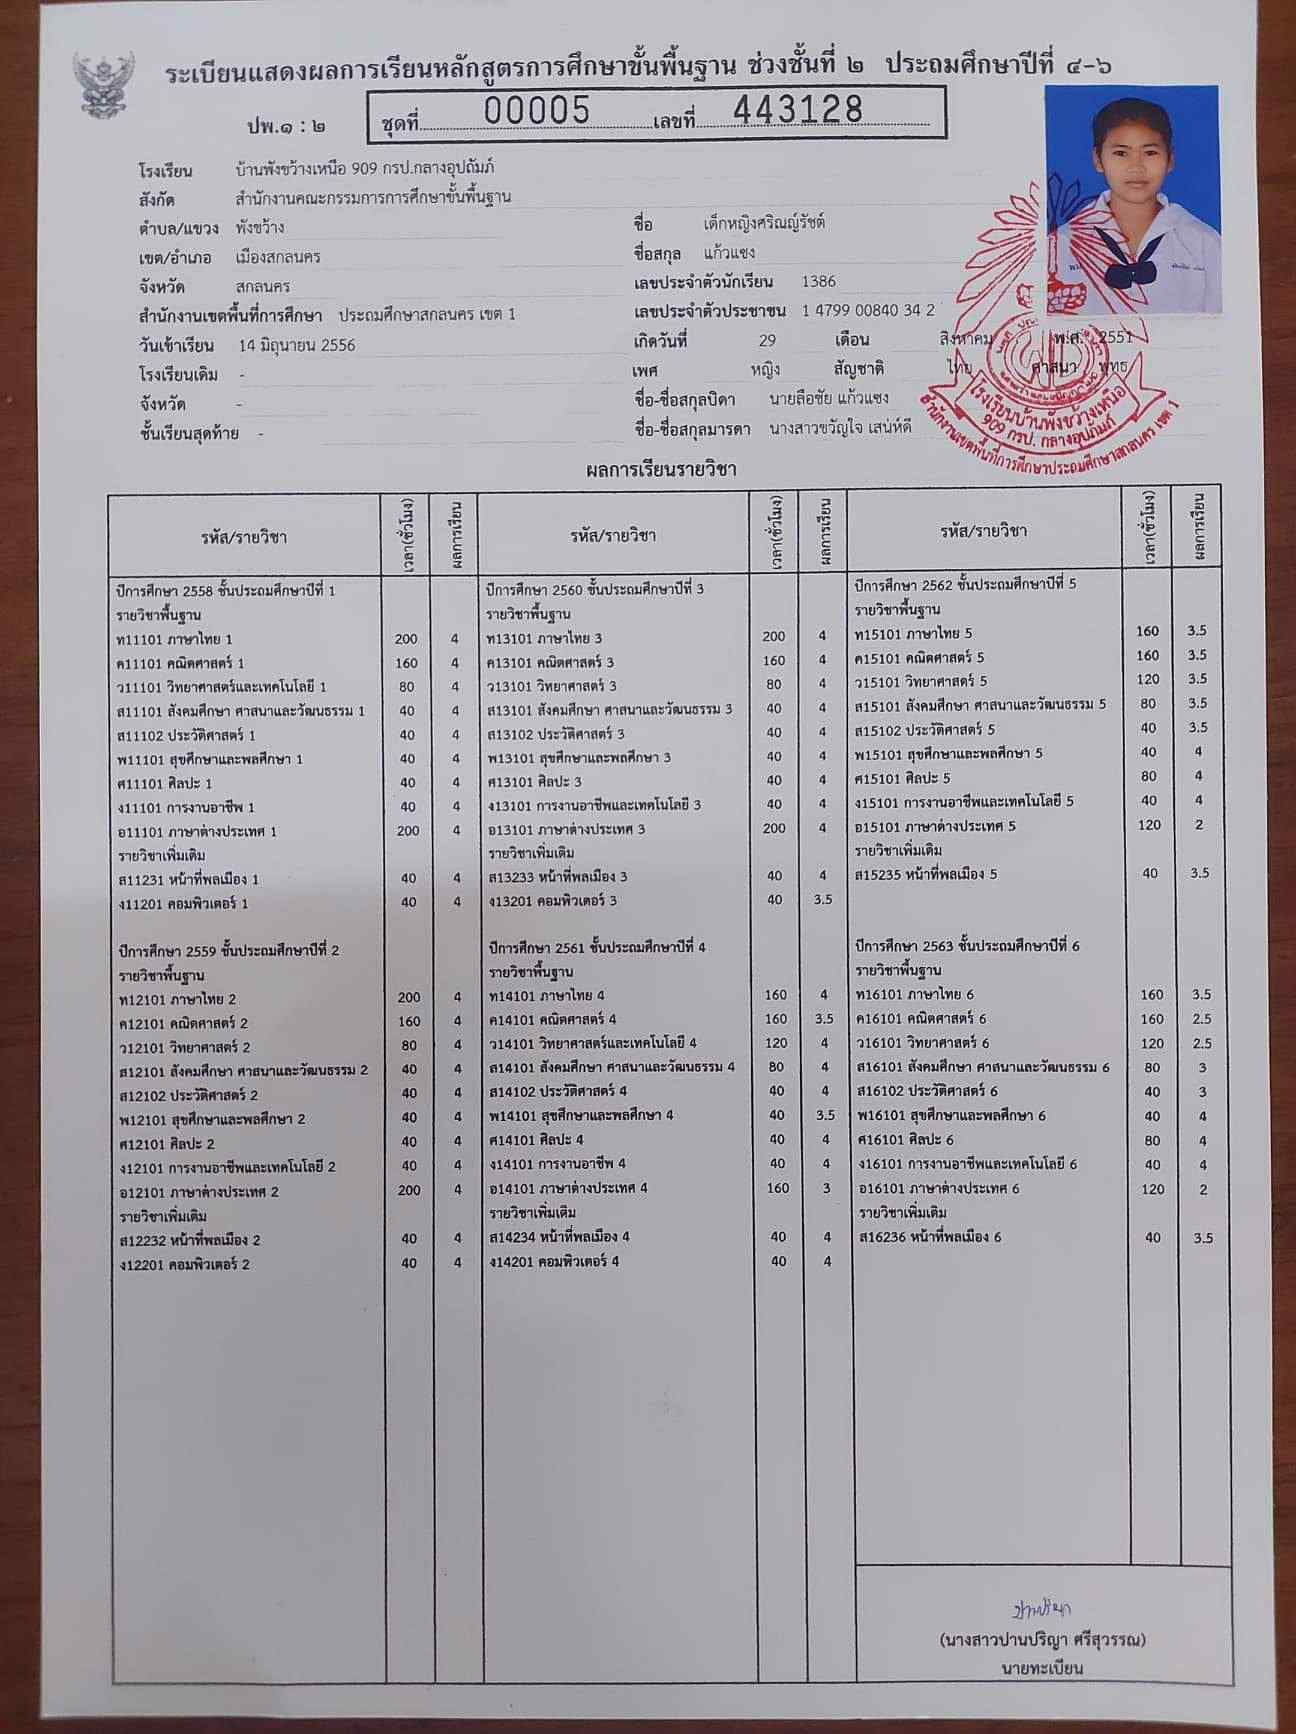 ระเบียนแสดงผลการเรียนหลักสูตรการศึกษาขั้นพื้นฐาน ช่วงชั้นที่ ๒ ประถมศึกษาปีที่ ๔-๖
ปพ.๑ : ๒ ชุดที่ 00005 เลขที่ 443128
โรงเรียน บ้านพังขว้างเหนือ 909 กรป.กลางอุปถัมภ์
สังกัด สำนักงานคณะกรรมการการศึกษาขั้นพื้นฐาน
ตำบล/แขวง พังขว้าง
เขต/อำเภอ เมืองสกลนคร
จังหวัด สกลนคร
สำนักงานเขตพื้นที่การศึกษา ประถมศึกษาสกลนคร เขต 1
วันเข้าเรียน 14 มิถุนายน 2556
โรงเรียนเดิม -
จังหวัด -
ชั้นเรียนสุดท้าย -
ชื่อ เด็กหญิงศริณญ์รัชต์
ชื่อสกุล แก้วแซง
เลขประจำตัวนักเรียน 1386
เลขประจำตัวประชาชน 1 4799 00840 34 2
เกิดวันที่ 29 เดือน สิงหาคม พ.ศ. 2551
เพศ หญิง สัญชาติ ไทย ศาสนา พุทธ
ชื่อ-ชื่อสกุลบิดา นายลือชัย แก้วแซง
ชื่อ-ชื่อสกุลมารดา นางสาวขวัญใจ เสน่ห์ดี
โรงเรียนบ้านพังขว้างเหนือ
909 กรป. กลางอุปถัมภ์
สำนักงานเขตพื้นที่การศึกษาประถมศึกษาสกลนคร เขต 1
ผลการเรียนรายวิชา
รหัส/รายวิชา เวลา(ชั่วโมง) ผลการเรียน
ปีการศึกษา 2558 ชั้นประถมศึกษาปีที่ 1
รายวิชาพื้นฐาน
ท11101 ภาษาไทย 1 200 4
ค11101 คณิตศาสตร์ 1 160 4
ว11101 วิทยาศาสตร์และเทคโนโลยี 1 80 4
ส11101 สังคมศึกษา ศาสนาและวัฒนธรรม 1 40 4
ส11102 ประวัติศาสตร์ 1 40 4
พ11101 สุขศึกษาและพลศึกษา 1 40 4
ศ11101 ศิลปะ 1 40 4
ง11101 การงานอาชีพ 1 40 4
อ11101 ภาษาต่างประเทศ 1 200 4
รายวิชาเพิ่มเติม
ส11231 หน้าที่พลเมือง 1 40 4
ง11201 คอมพิวเตอร์ 1 40 4
ปีการศึกษา 2559 ชั้นประถมศึกษาปีที่ 2
รายวิชาพื้นฐาน
ท12101 ภาษาไทย 2 200 4
ค12101 คณิตศาสตร์ 2 160 4
ว12101 วิทยาศาสตร์ 2 80 4
ส12101 สังคมศึกษา ศาสนาและวัฒนธรรม 2 40 4
ส12102 ประวัติศาสตร์ 2 40 4
พ12101 สุขศึกษาและพลศึกษา 2 40 4
ศ12101 ศิลปะ 2 40 4
ง12101 การงานอาชีพและเทคโนโลยี 2 40 4
อ12101 ภาษาต่างประเทศ 2 200 4
รายวิชาเพิ่มเติม
ส12232 หน้าที่พลเมือง 2 40 4
ง12201 คอมพิวเตอร์ 2 40 4
รหัส/รายวิชา เวลา(ชั่วโมง) ผลการเรียน
ปีการศึกษา 2560 ชั้นประถมศึกษาปีที่ 3
รายวิชาพื้นฐาน
ท13101 ภาษาไทย 3 200 4
ค13101 คณิตศาสตร์ 3 160 4
ว13101 วิทยาศาสตร์ 3 80 4
ส13101 สังคมศึกษา ศาสนาและวัฒนธรรม 3 40 4
ส13102 ประวัติศาสตร์ 3 40 4
พ13101 สุขศึกษาและพลศึกษา 3 40 4
ศ13101 ศิลปะ 3 40 4
ง13101 การงานอาชีพและเทคโนโลยี 3 40 4
อ13101 ภาษาต่างประเทศ 3 200 4
รายวิชาเพิ่มเติม
ส13233 หน้าที่พลเมือง 3 40 4
ง13201 คอมพิวเตอร์ 3 40 3.5
ปีการศึกษา 2561 ชั้นประถมศึกษาปีที่ 4
รายวิชาพื้นฐาน
ท14101 ภาษาไทย 4 160 4
ค14101 คณิตศาสตร์ 4 160 3.5
ว14101 วิทยาศาสตร์และเทคโนโลยี 4 120 4
ส14101 สังคมศึกษา ศาสนาและวัฒนธรรม 4 80 4
ส14102 ประวัติศาสตร์ 4 40 4
พ14101 สุขศึกษาและพลศึกษา 4 40 3.5
ศ14101 ศิลปะ 4 40 4
ง14101 การงานอาชีพ 4 40 4
อ14101 ภาษาต่างประเทศ 4 160 3
รายวิชาเพิ่มเติม
ส14234 หน้าที่พลเมือง 4 40 4
ง14201 คอมพิวเตอร์ 4 40 4
รหัส/รายวิชา เวลา(ชั่วโมง) ผลการเรียน
ปีการศึกษา 2562 ชั้นประถมศึกษาปีที่ 5
รายวิชาพื้นฐาน
ท15101 ภาษาไทย 5 160 3.5
ค15101 คณิตศาสตร์ 5 160 3.5
ว15101 วิทยาศาสตร์ 5 120 3.5
ส15101 สังคมศึกษา ศาสนาและวัฒนธรรม 5 80 3.5
ส15102 ประวัติศาสตร์ 5 40 3.5
พ15101 สุขศึกษาและพลศึกษา 5 40 4
ศ15101 ศิลปะ 5 80 4
ง15101 การงานอาชีพและเทคโนโลยี 5 40 4
อ15101 ภาษาต่างประเทศ 5 120 2
รายวิชาเพิ่มเติม
ส15235 หน้าที่พลเมือง 5 40 3.5
ปีการศึกษา 2563 ชั้นประถมศึกษาปีที่ 6
รายวิชาพื้นฐาน
ท16101 ภาษาไทย 6 160 3.5
ค16101 คณิตศาสตร์ 6 160 2.5
ว16101 วิทยาศาสตร์ 6 120 2.5
ส16101 สังคมศึกษา ศาสนาและวัฒนธรรม 6 80 3
ส16102 ประวัติศาสตร์ 6 40 3
พ16101 สุขศึกษาและพลศึกษา 6 40 4
ศ16101 ศิลปะ 6 80 4
ง16101 การงานอาชีพและเทคโนโลยี 6 40 4
อ16101 ภาษาต่างประเทศ 6 120 2
รายวิชาเพิ่มเติม
ส16236 หน้าที่พลเมือง 6 40 3.5
ปานปริญา
(นางสาวปานปริญา ศรีสุวรรณ)
นายทะเบียน